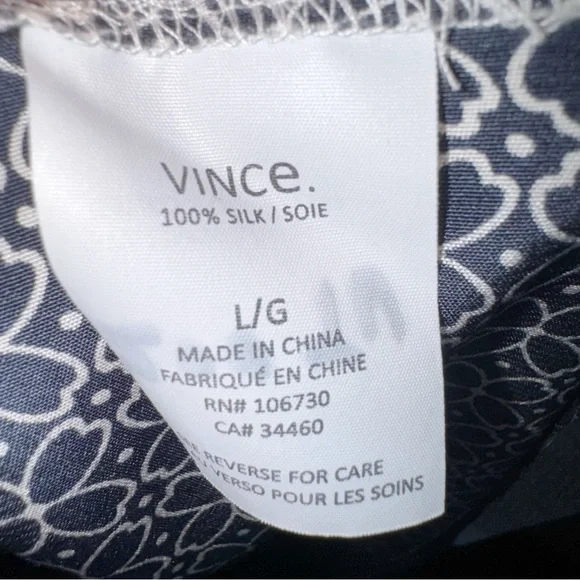 VINCe.
100% SILK / SOIE
L/G
MADE IN CHINA
FABRIQUÉ EN CHINE
RN# 106730
CA# 34460
REVERSE FOR CARE
VERSO POUR LES SOINS